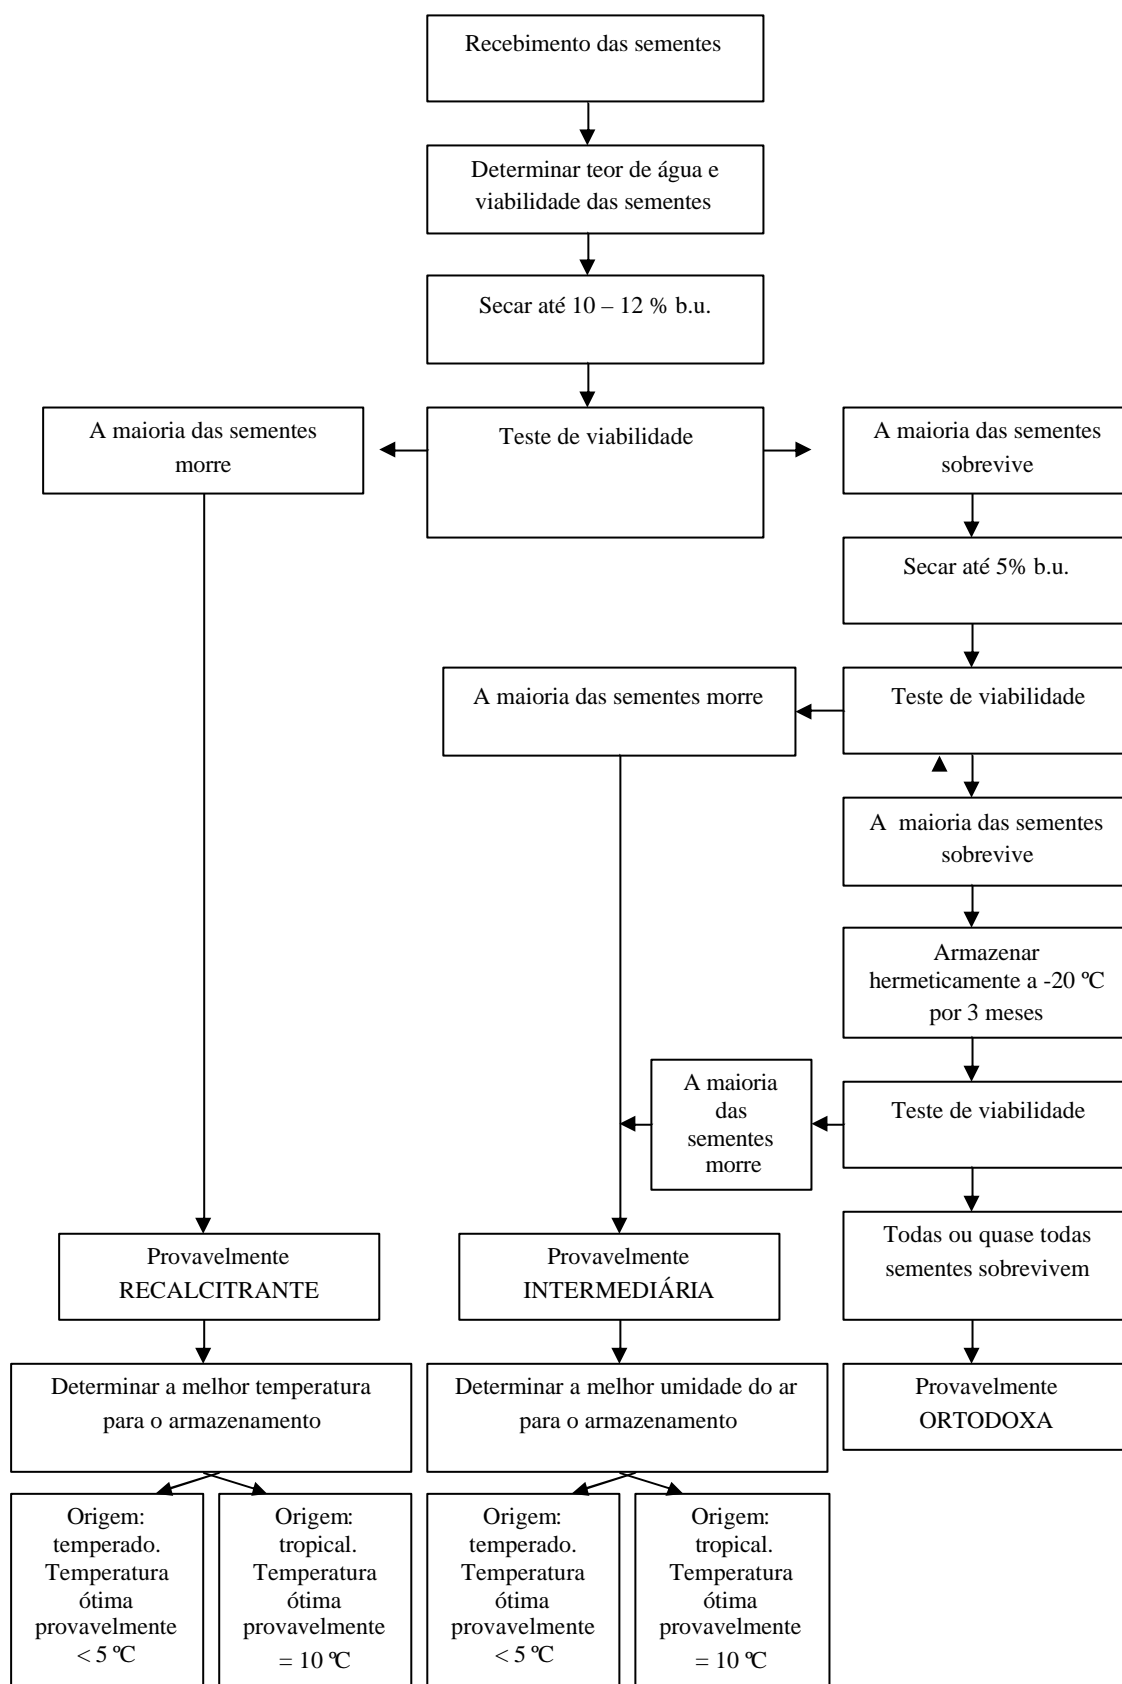 Recebimento das sementes
Determinar teor de água e
viabilidade das sementes
Secar até 10 – 12 % b.u.
A maioria das sementes
morre
Teste de viabilidade
A maioria das sementes
sobrevive
Secar até 5% b.u.
A maioria das sementes morre
Teste de viabilidade
A maioria das sementes
sobrevive
Armazenar
hermeticamente a -20 ºC
por 3 meses
A maioria
das
sementes
morre
Teste de viabilidade
Todas ou quase todas
sementes sobrevivem
Provavelmente
RECALCITRANTE
Provavelmente
INTERMEDIÁRIA
Determinar a melhor temperatura
para o armazenamento
Determinar a melhor umidade do ar
para o armazenamento
Provavelmente
ORTODOXA
Origem:
temperado.
Temperatura
ótima
provavelmente
< 5 ºC
Origem:
tropical.
Temperatura
ótima
provavelmente
= 10 ºC
Origem:
temperado.
Temperatura
ótima
provavelmente
< 5 ºC
Origem:
tropical.
Temperatura
ótima
provavelmente
= 10 ºC